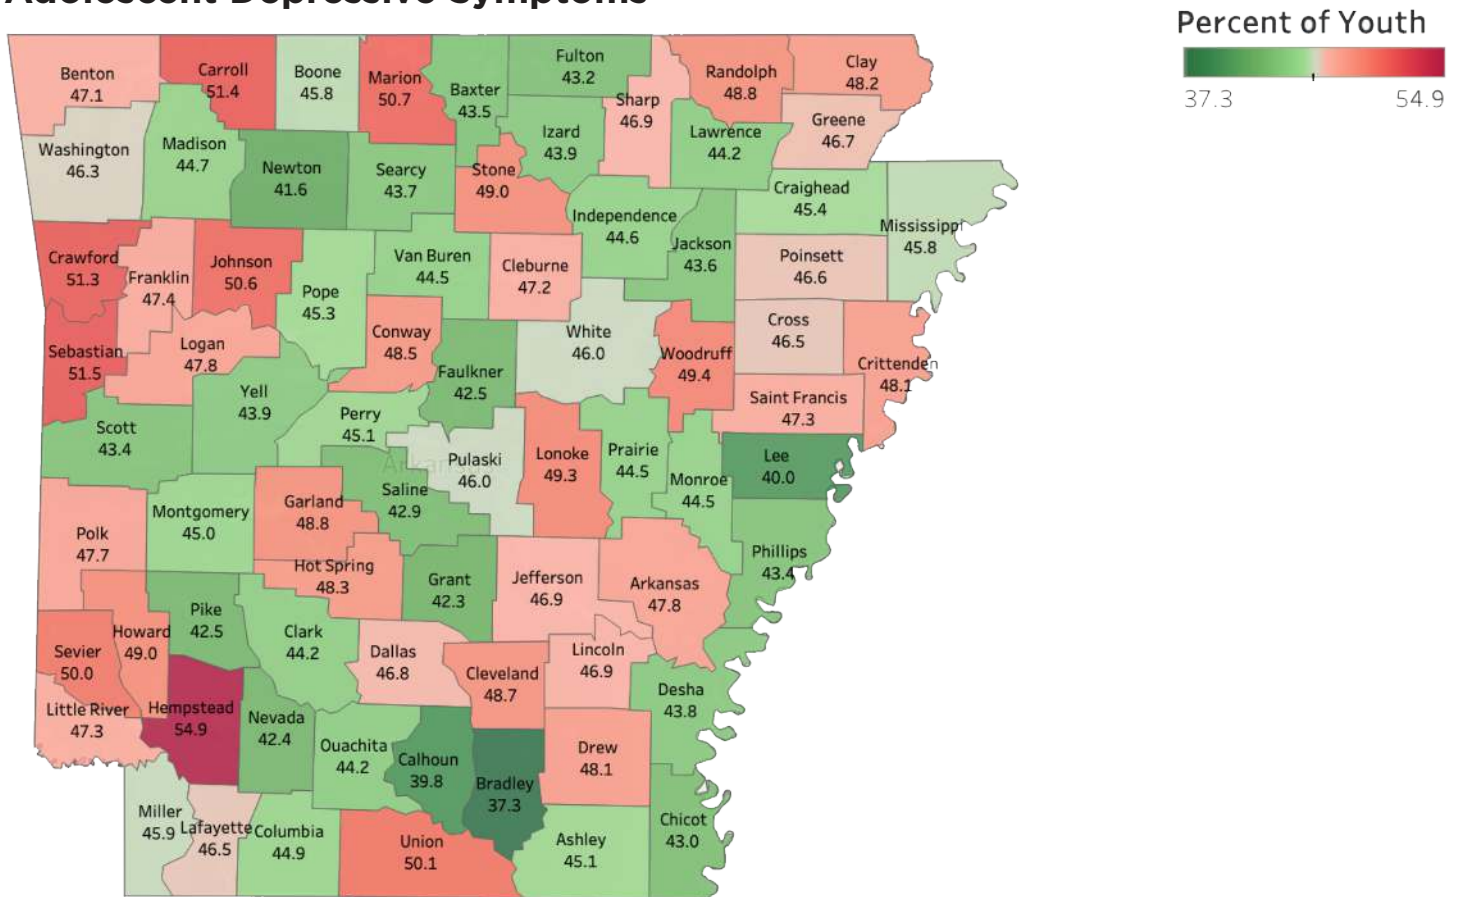 Adolescent Depressive Symptoms
Percent of Youth
37.3 54.9
Benton
47.1
Carroll
51.4
Boone
45.8
Marion
50.7
Baxter
43.5
Fulton
43.2
Sharp
46.9
Randolph
48.8
Clay
48.2
Washington
46.3
Madison
44.7
Newton
41.6
Searcy
43.7
Stone
49.0
Izard
43.9
Lawrence
44.2
Greene
46.7
Craighead
45.4
Mississippi
45.8
Independence
44.6
Jackson
43.6
Poinsett
46.6
Crawford
51.3
Franklin
47.4
Johnson
50.6
Pope
45.3
Van Buren
44.5
Cleburne
47.2
White
46.0
Cross
46.5
Crittenden
48.1
Sebastian
51.5
Logan
47.8
Conway
48.5
Faulkner
42.5
Woodruff
49.4
Saint Francis
47.3
Yell
43.9
Scott
43.4
Perry
45.1
Arkansas
Pulaski
46.0
Lonoke
49.3
Prairie
44.5
Monroe
44.5
Lee
40.0
Saline
42.9
Garland
48.8
Montgomery
45.0
Polk
47.7
Hot Spring
48.3
Grant
42.3
Jefferson
46.9
Arkansas
47.8
Phillips
43.4
Pike
42.5
Howard
49.0
Sevier
50.0
Clark
44.2
Dallas
46.8
Cleveland
48.7
Lincoln
46.9
Desha
43.8
Little River
47.3
Hempstead
54.9
Nevada
42.4
Ouachita
44.2
Calhoun
39.8
Bradley
37.3
Drew
48.1
Miller
45.9
Lafayette
46.5
Columbia
44.9
Union
50.1
Ashley
45.1
Chicot
43.0